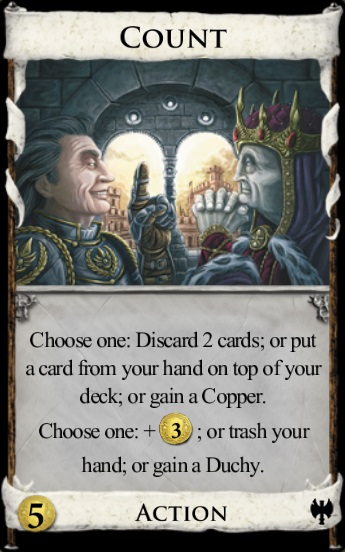 COUNT
Choose one: Discard 2 cards; or put
a card from your hand on top of your
deck; or gain a Copper.
Choose one: + 3 ; or trash your
hand; or gain a Duchy.
5 ACTION